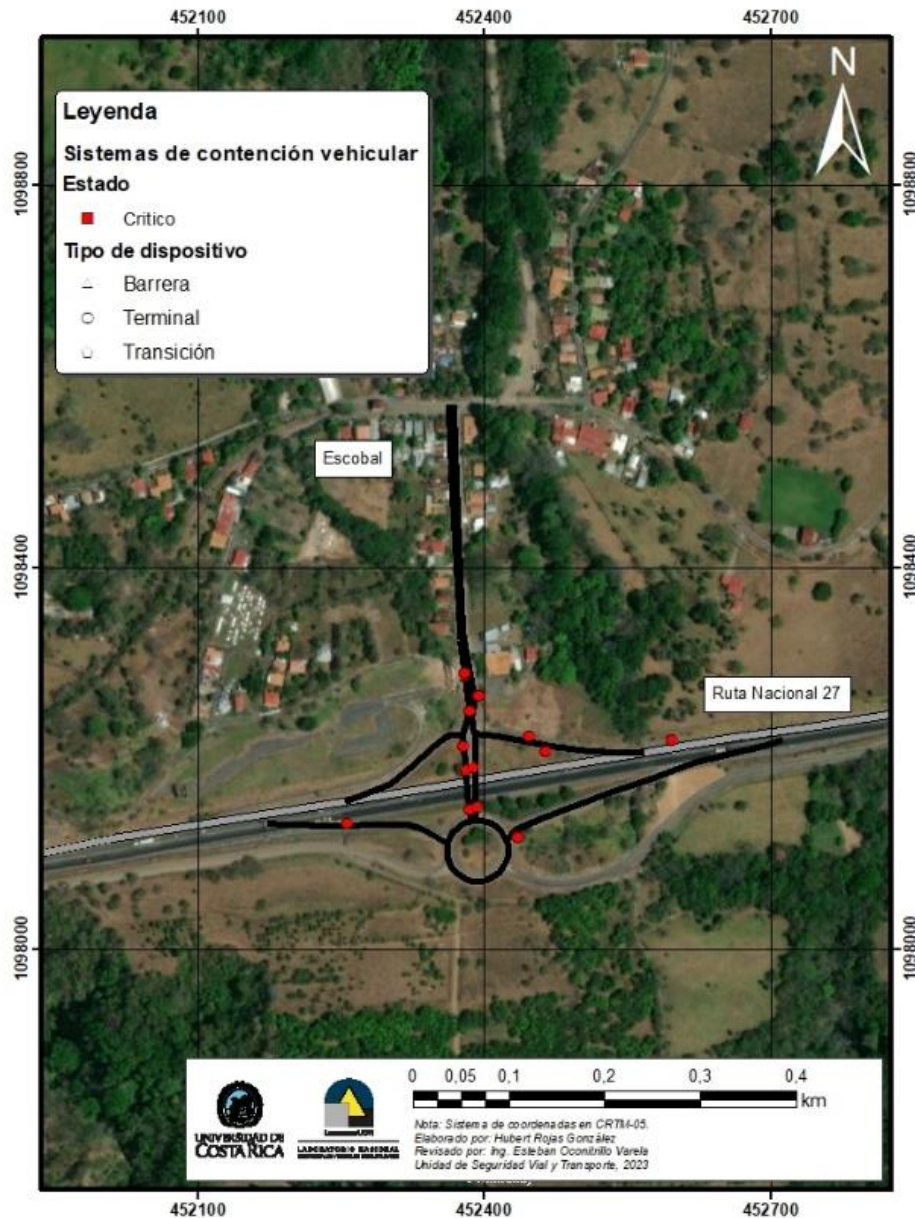 452100 452400 452700
N
Leyenda
Sistemas de contención vehicular
Estado
Critico
Tipo de dispositivo
Barrera
Terminal
Transición
1098800 1098800
Escobal
1098400 1098400
Ruta Nacional 27
1098000 1098000
0 0,05 0,1 0,2 0,3 0,4
km
UNIVERSIDAD DE
COSTA RICA
LanammeUCR
LABORATORIO NACIONAL
Nota: Sistema de coordenadas en CRTM-05.
Elaborado por: Hubert Rojas González
Revisado por: Ing. Esteban Oconitrillo Varela
Unidad de Seguridad Vial y Transporte, 2023
452100 452400 452700